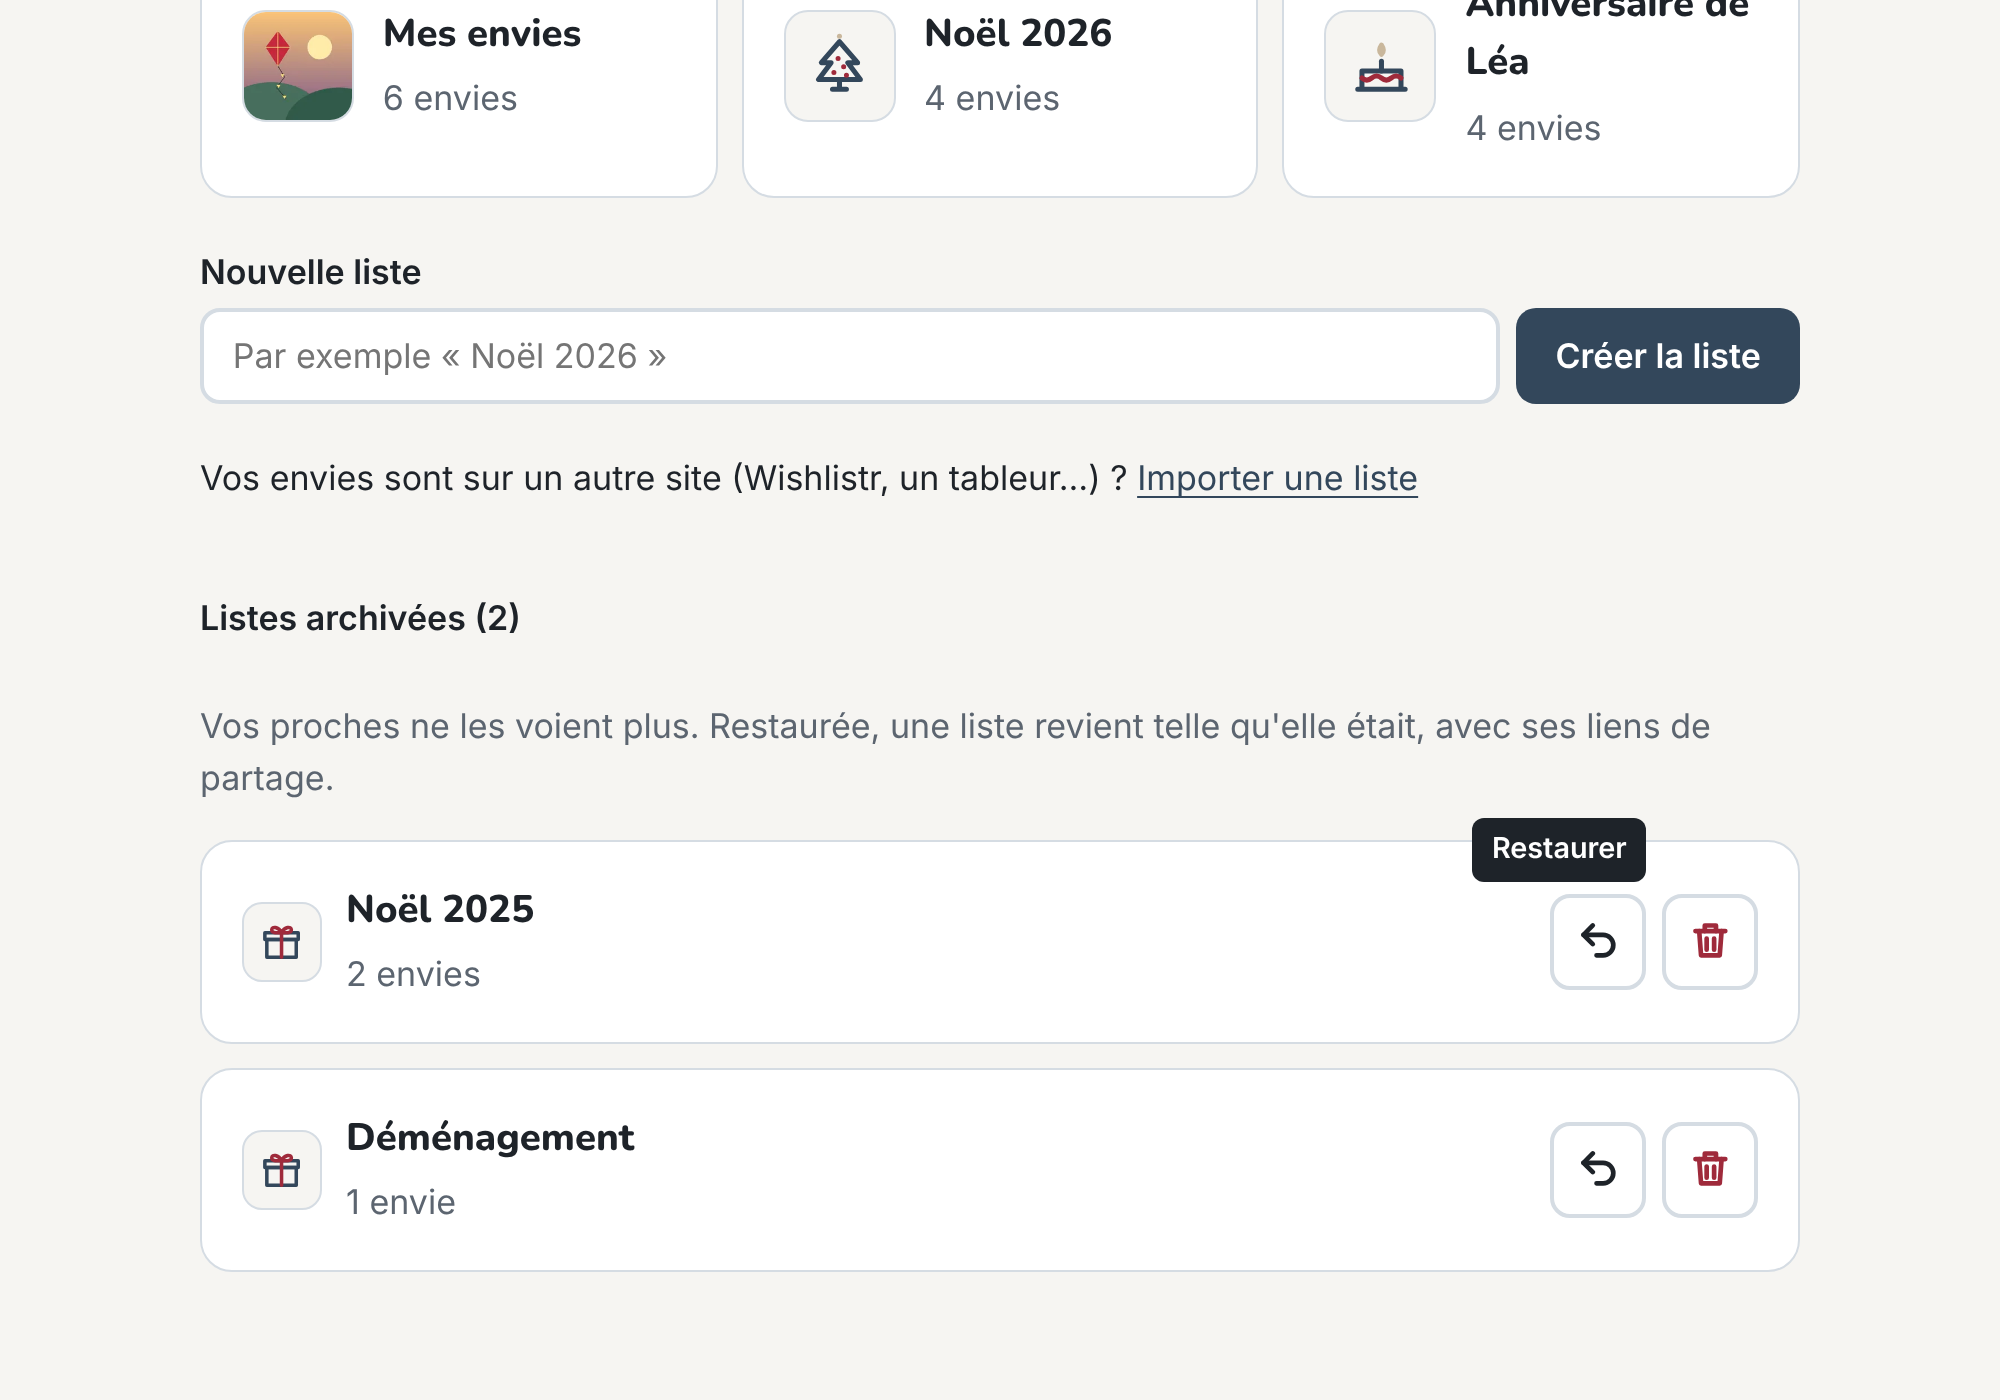 Mes envies
6 envies
Noël 2026
4 envies
Anniversaire de
Léa
4 envies
Nouvelle liste
Par exemple « Noël 2026 »
Créer la liste
Vos envies sont sur un autre site (Wishlistr, un tableur...) ? Importer une liste
Listes archivées (2)
Vos proches ne les voient plus. Restaurée, une liste revient telle qu'elle était, avec ses liens de
partage.
Restaurer
Noël 2025
2 envies
Déménagement
1 envie